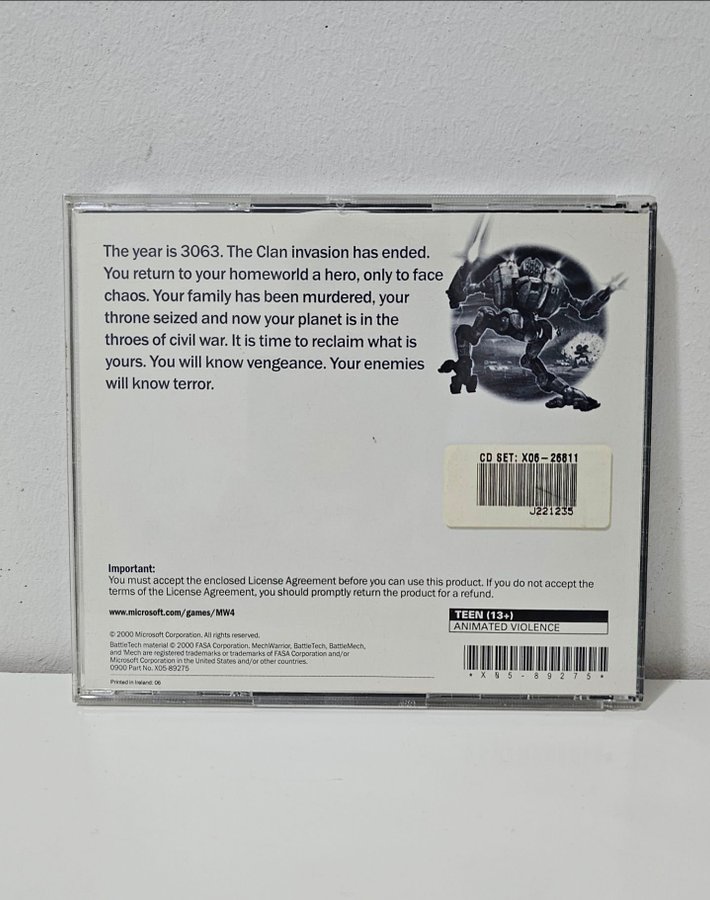 The year is 3063. The Clan invasion has ended.
You return to your homeworld a hero, only to face
chaos. Your family has been murdered, your
throne seized and now your planet is in the
throes of civil war. It is time to reclaim what is
yours. You will know vengeance. Your enemies
will know terror.
CD SET: X06-26811
J221235
Important:
You must accept the enclosed License Agreement before you can use this product. If you do not accept the
terms of the License Agreement, you should promptly return the product for a refund.
www.microsoft.com/games/MW4
TEEN (13+)
ANIMATED VIOLENCE
© 2000 Microsoft Corporation. All rights reserved.
BattleTech material © 2000 FASA Corporation. MechWarrior, BattleTech, BattleMech,
and 'Mech are registered trademarks or trademarks of FASA Corporation and/or
Microsoft Corporation in the United States and/or other countries.
0900 Part No. X05-89275
* X 0 5 - 8 9 2 7 5 *
Printed in Ireland: 06